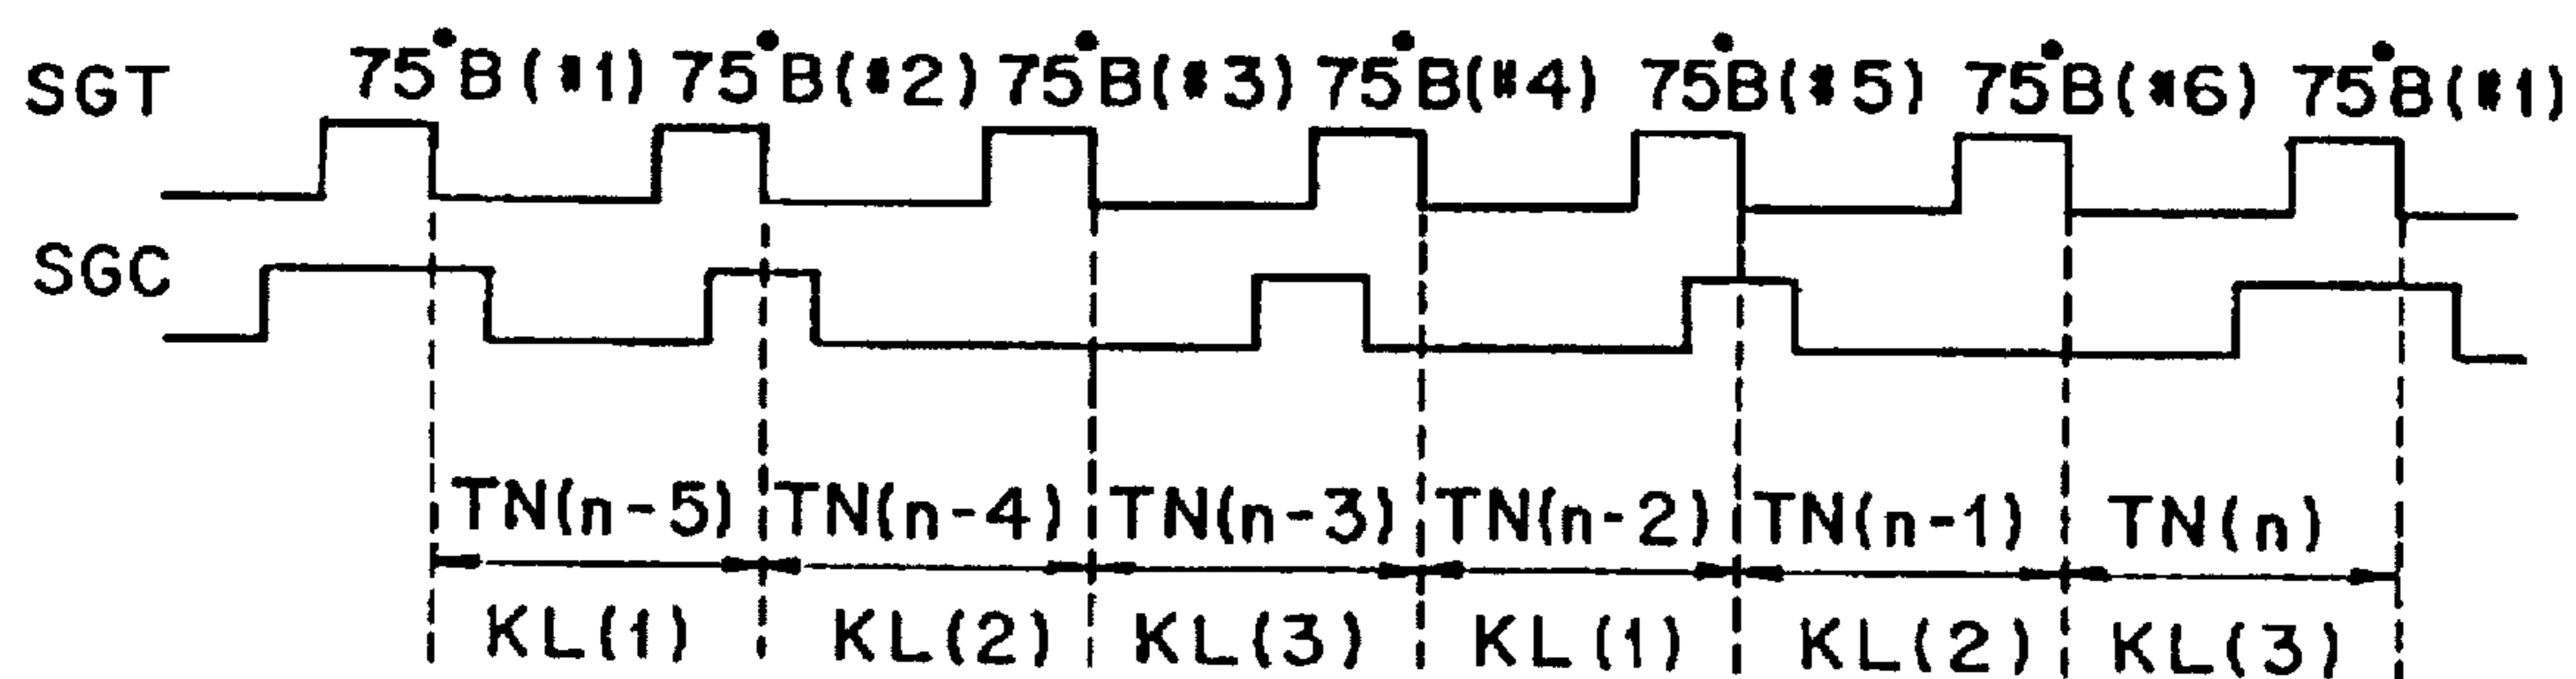 SGT 75°B(#1) 75°B(#2) 75°B(#3) 75°B(#4) 75°B(#5) 75°B(#6) 75°B(#1)
SGC
TN(n-5) TN(n-4) TN(n-3) TN(n-2) TN(n-1) TN(n)
KL(1) KL(2) KL(3) KL(1) KL(2) KL(3)